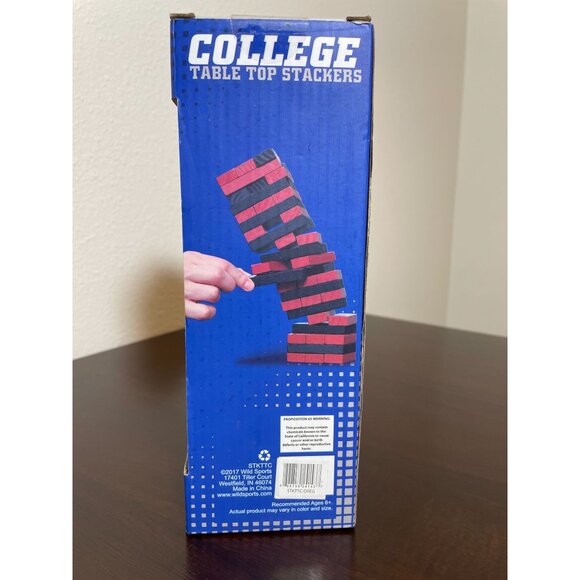 COLLEGE
TABLE TOP STACKERS
PROPOSITION 65 WARNING:
This product may contain
chemicals known to the
State of California to cause
cancer and/or birth
defects or other reproductive
harm.
STKTTC
©2017 Wild Sports
17401 Tiller Court
Westfield, IN 46074
Made in China
www.wildsports.com
STKTTC-OREG
Recommended Ages 6+.
Actual product may vary in color and size.